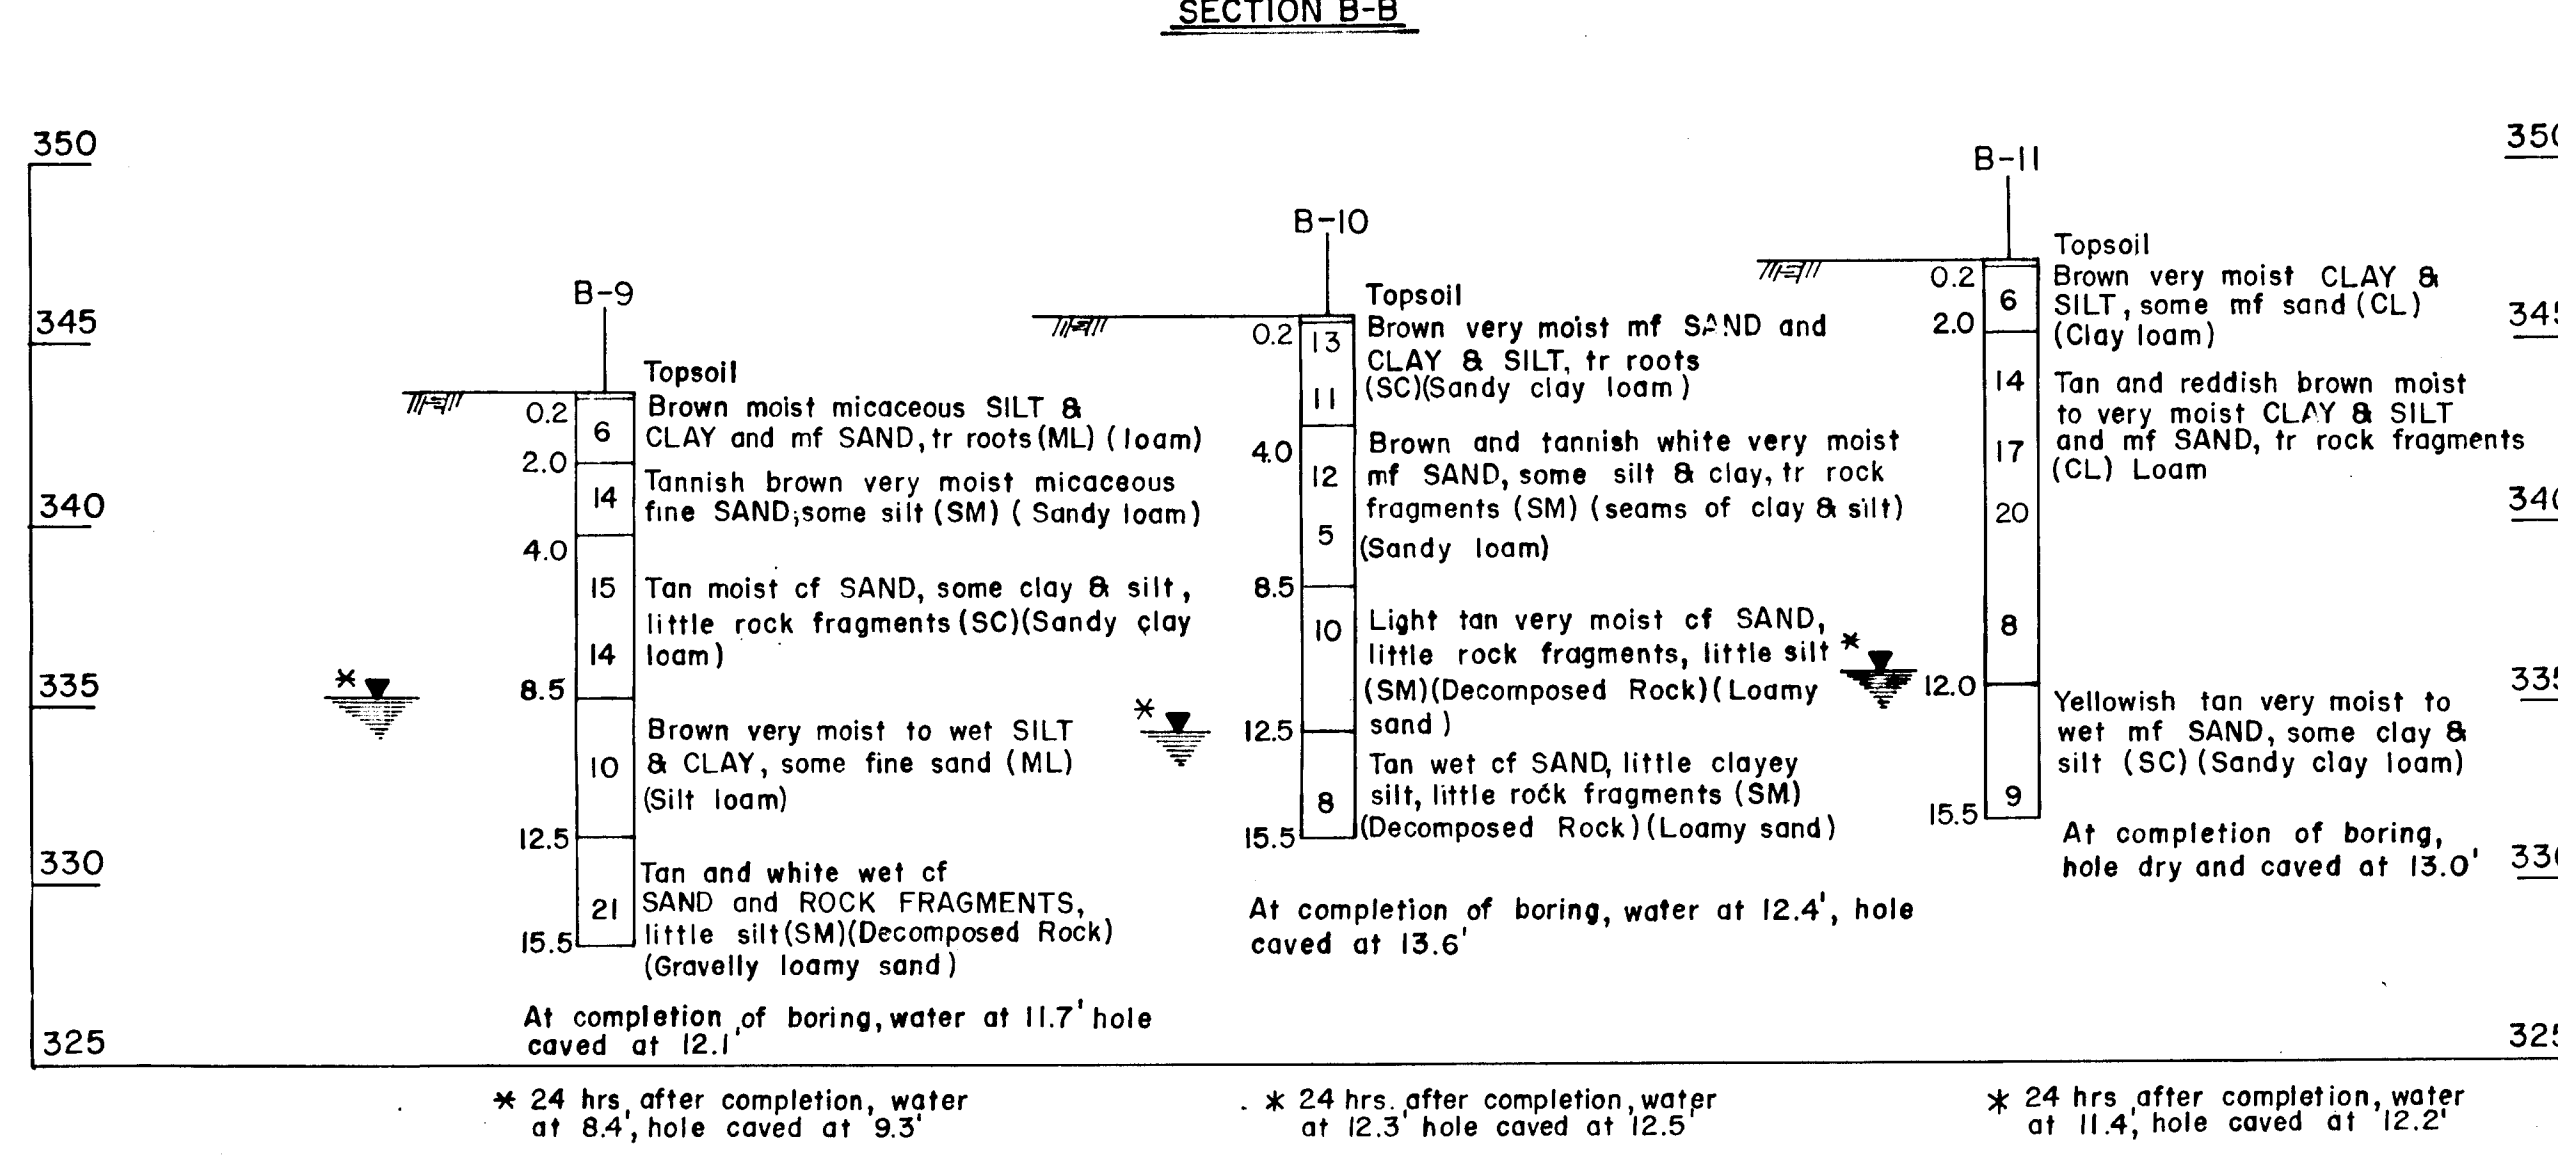 SECTION B-B
350
345
340
335
330
325
B-9
Topsoil
0.2
Brown moist micaceous SILT &
CLAY and mf SAND, tr roots (ML) (loam)
6
2.0
Tannish brown very moist micaceous
fine SAND; some silt (SM) (Sandy loam)
14
4.0
15
Tan moist cf SAND, some clay & silt,
little rock fragments (SC)(Sandy clay
loam)
14
8.5
Brown very moist to wet SILT
& CLAY, some fine sand (ML)
(Silt loam)
10
12.5
Tan and white wet cf
SAND and ROCK FRAGMENTS,
little silt (SM)(Decomposed Rock)
(Gravelly loamy sand)
21
15.5
At completion of boring, water at 11.7' hole
caved at 12.1'
*
* 24 hrs. after completion, water
at 8.4', hole caved at 9.3'
B-10
Topsoil
0.2
13
Brown very moist mf SAND and
CLAY & SILT, tr roots
(SC)(Sandy clay loam)
11
4.0
Brown and tannish white very moist
mf SAND, some silt & clay, tr rock
fragments (SM) (seams of clay & silt)
(Sandy loam)
12
5
8.5
10
Light tan very moist cf SAND,
little rock fragments, little silt
(SM)(Decomposed Rock)(Loamy
sand)
12.5
Tan wet cf SAND, little clayey
silt, little rock fragments (SM)
(Decomposed Rock)(Loamy sand)
8
15.5
At completion of boring, water at 12.4', hole
caved at 13.6'
*
* 24 hrs. after completion, water
at 12.3' hole caved at 12.5'
B-11
Topsoil
0.2
Brown very moist CLAY &
SILT, some mf sand (CL)
(Clay loam)
6
2.0
14
Tan and reddish brown moist
to very moist CLAY & SILT
and mf SAND, tr rock fragments
(CL) Loam
17
20
8
12.0
Yellowish tan very moist to
wet mf SAND, some clay &
silt (SC) (Sandy clay loam)
9
15.5
At completion of boring,
hole dry and caved at 13.0'
*
* 24 hrs. after completion, water
at 11.4', hole caved at 12.2'
35
34
34
33
33
32